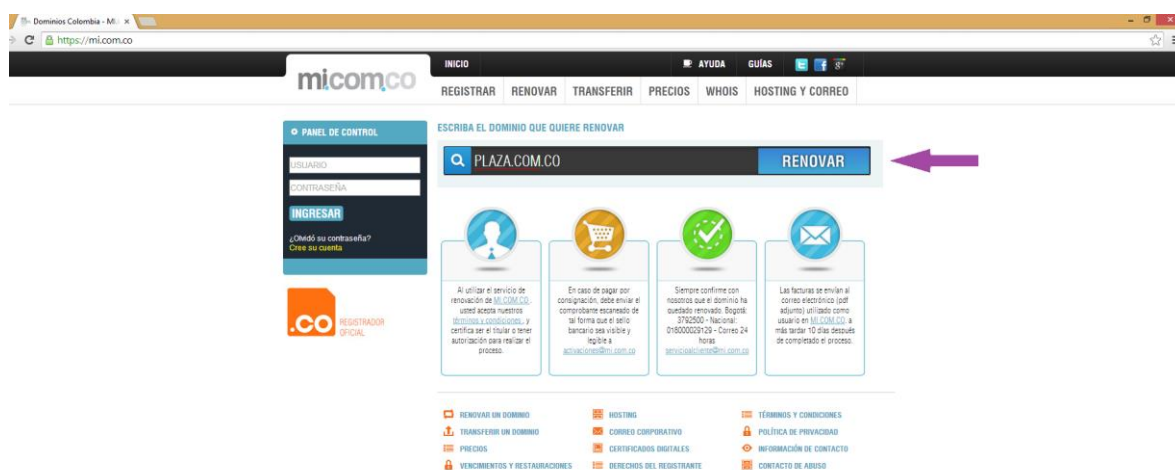 Dominios Colombia - MI
https://mi.com.co
mi.com.co
INICIO
AYUDA
GUÍAS
REGISTRAR
RENOVAR
TRANSFERIR
PRECIOS
WHOIS
HOSTING Y CORREO
PANEL DE CONTROL
USUARIO
CONTRASEÑA
INGRESAR
¿Olvidó su contraseña?
Cree su cuenta
.CO
REGISTRADOR
OFICIAL
ESCRIBA EL DOMINIO QUE QUIERE RENOVAR
PLAZA.COM.CO
RENOVAR
Al utilizar el servicio de
renovación de MI.COM.CO ,
usted acepta nuestros
términos y condiciones , y
certifica ser el titular o tener
autorización para realizar el
proceso.
En caso de pagar por
consignación, debe enviar el
comprobante escaneado de
tal forma que el sello
bancario sea visible y
legible a
activaciones@mi.com.co
Siempre confirme con
nosotros que el dominio ha
quedado renovado. Bogotá:
3792500 - Nacional:
018000029129 - Correo 24
horas
servicioalcliente@mi.com.co
Las facturas se envían al
correo electrónico (pdf
adjunto) utilizado como
usuario en MI.COM.CO, a
más tardar 10 días después
de completado el proceso.
RENOVAR UN DOMINIO
TRANSFERIR UN DOMINIO
PRECIOS
VENCIMIENTOS Y RESTAURACIONES
HOSTING
CORREO CORPORATIVO
CERTIFICADOS DIGITALES
DERECHOS DEL REGISTRANTE
TÉRMINOS Y CONDICIONES
POLÍTICA DE PRIVACIDAD
INFORMACIÓN DE CONTACTO
CONTACTO DE ABUSO